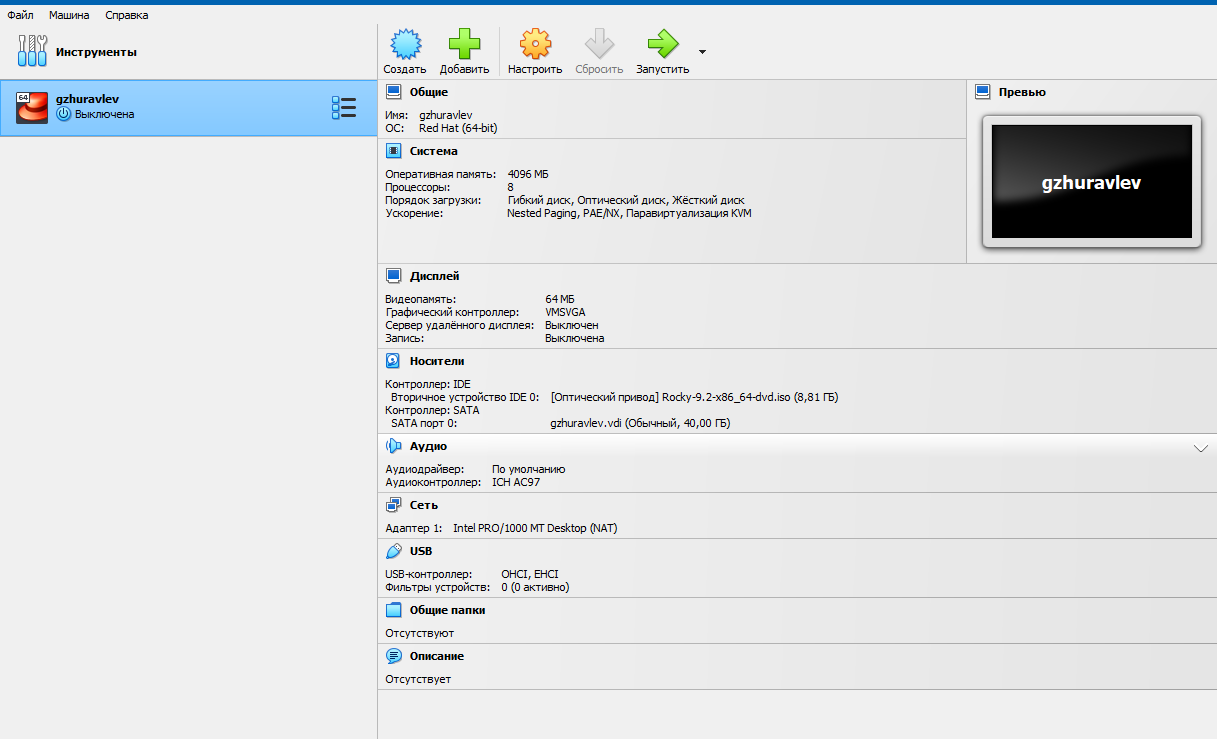 Файл Машина Справка
Инструменты
Создать Добавить Настроить Сбросить Запустить
64
gzhuravlev
Выключена
Общие
Имя: gzhuravlev
ОС: Red Hat (64-bit)
Превью
gzhuravlev
Система
Оперативная память: 4096 МБ
Процессоры: 8
Порядок загрузки: Гибкий диск, Оптический диск, Жёсткий диск
Ускорение: Nested Paging, PAE/NX, Паравиртуализация KVM
Дисплей
Видеопамять: 64 МБ
Графический контроллер: VMSVGA
Сервер удалённого дисплея: Выключен
Запись: Выключена
Носители
Контроллер: IDE
Вторичное устройство IDE 0: [Оптический привод] Rocky-9.2-x86_64-dvd.iso (8,81 ГБ)
Контроллер: SATA
SATA порт 0: gzhuravlev.vdi (Обычный, 40,00 ГБ)
Аудио
Аудиодрайвер: По умолчанию
Аудиоконтроллер: ICH AC97
Сеть
Адаптер 1: Intel PRO/1000 MT Desktop (NAT)
USB
USB-контроллер: OHCI, EHCI
Фильтры устройств: 0 (0 активно)
Общие папки
Отсутствуют
Описание
Отсутствует